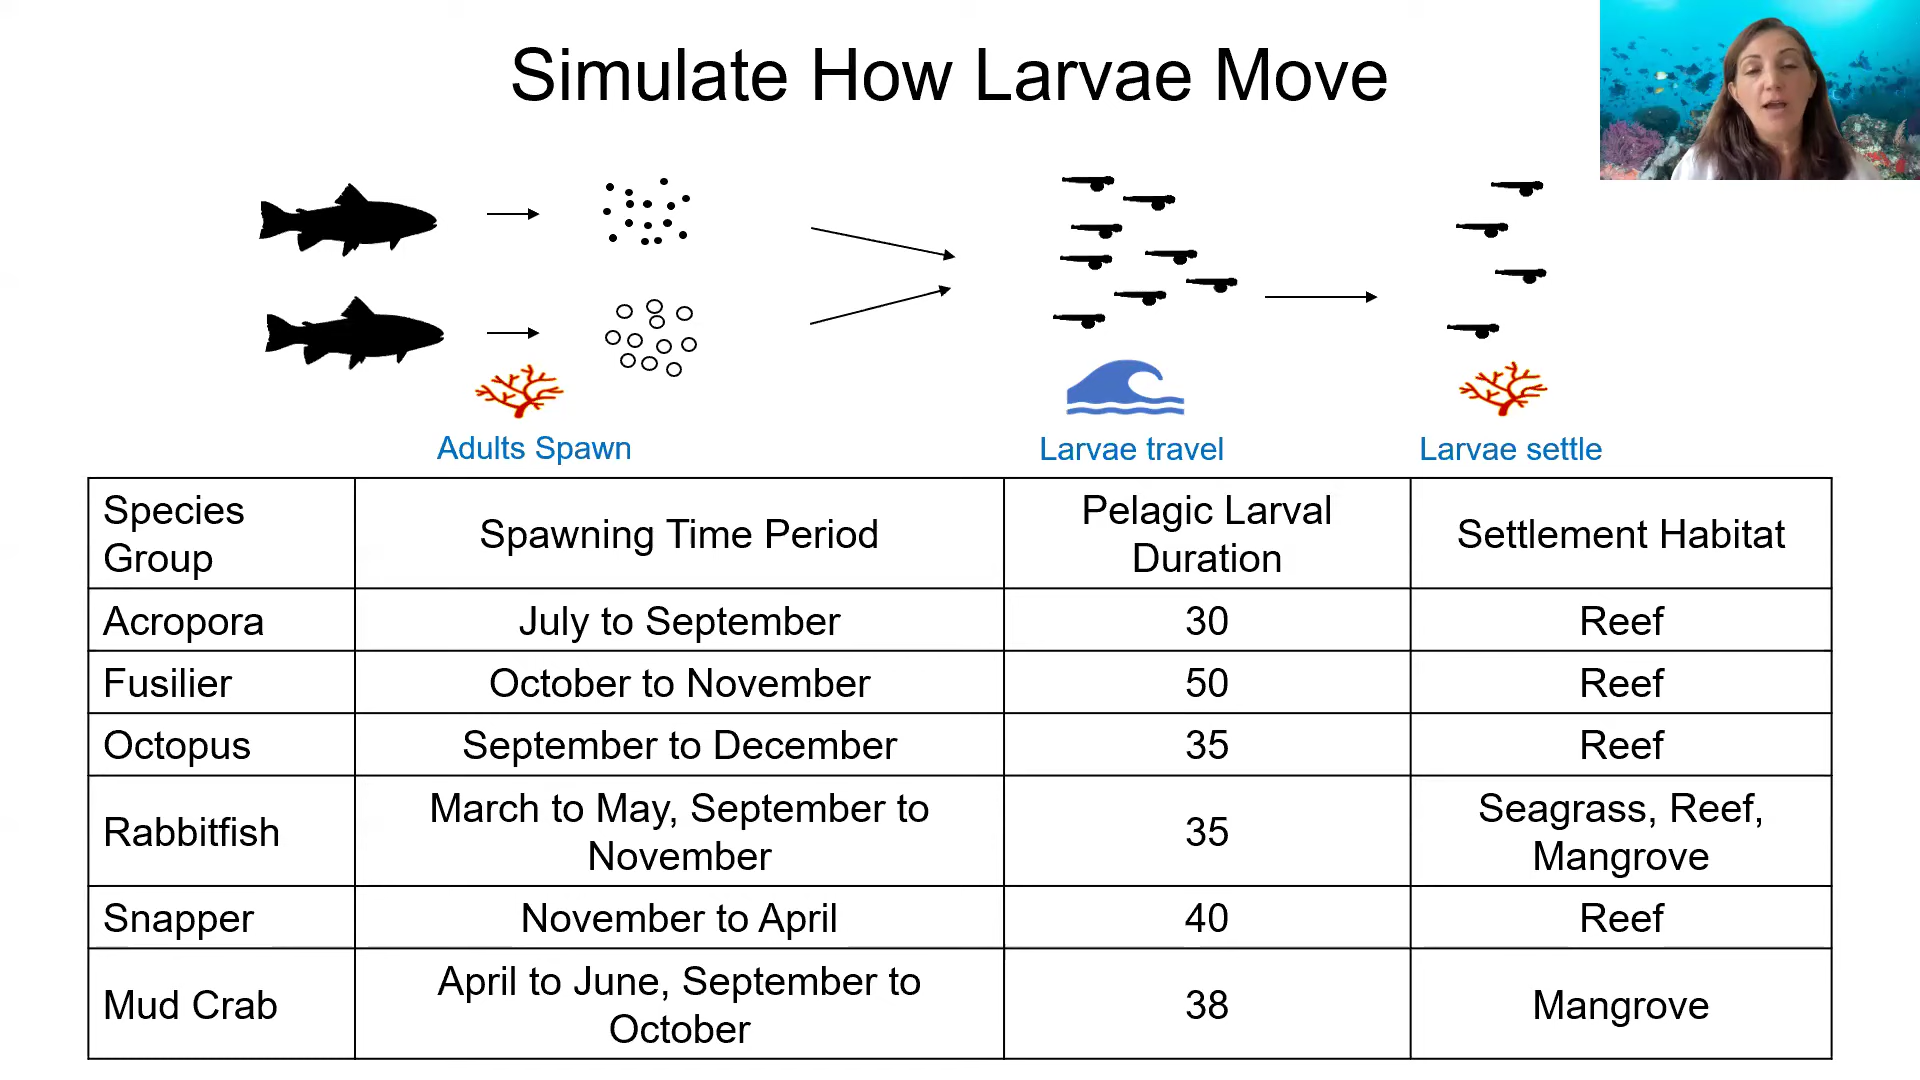 Simulate How Larvae Move
Adults Spawn
Larvae travel
Larvae settle
Species
Group
Spawning Time Period
Pelagic Larval
Duration
Settlement Habitat
Acropora
July to September
30
Reef
Fusilier
October to November
50
Reef
Octopus
September to December
35
Reef
Rabbitfish
March to May, September to
November
35
Seagrass, Reef,
Mangrove
Snapper
November to April
40
Reef
Mud Crab
April to June, September to
October
38
Mangrove